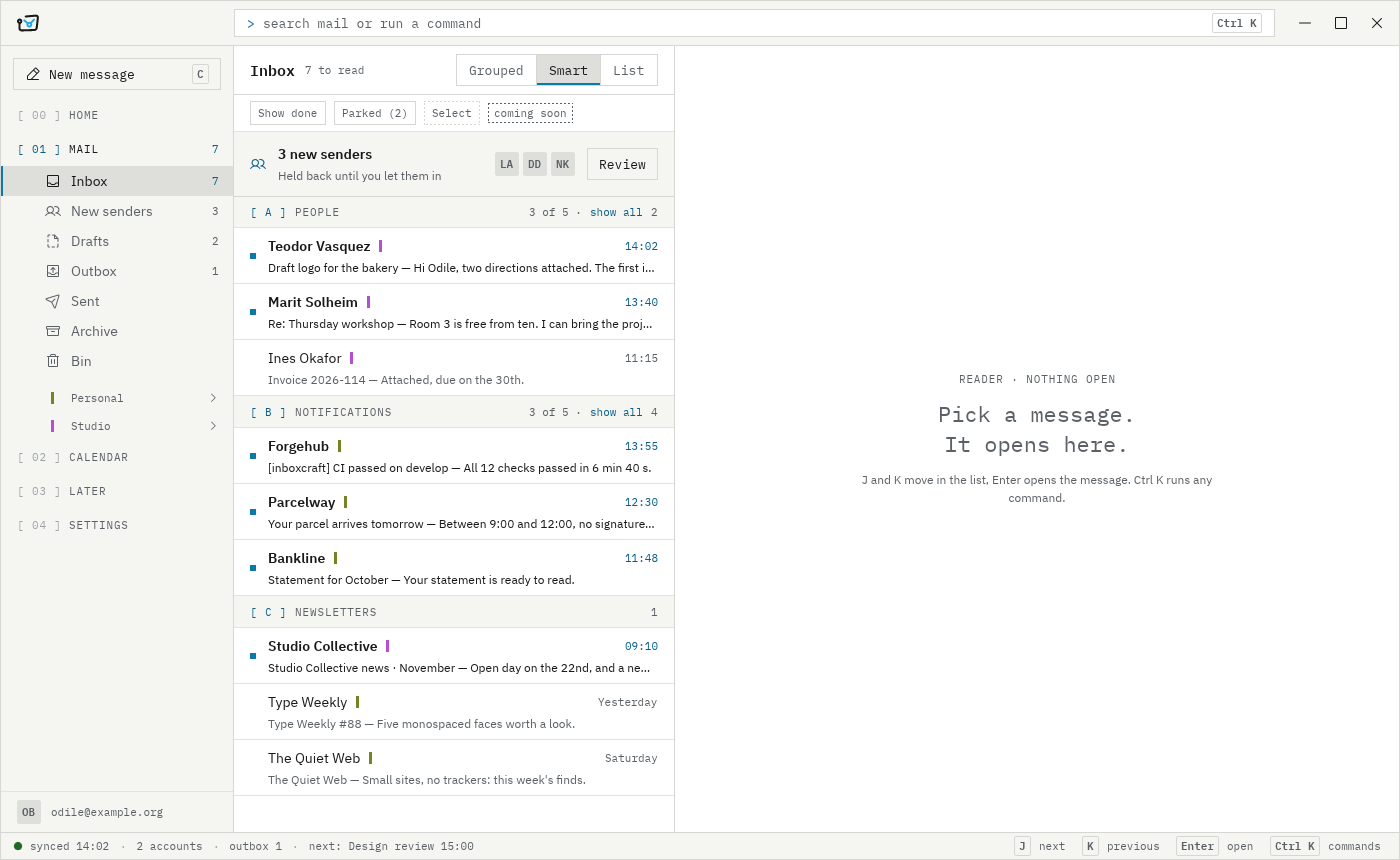 > search mail or run a command Ctrl K
New message C
[ 00 ] HOME
[ 01 ] MAIL 7
Inbox 7
New senders 3
Drafts 2
Outbox 1
Sent
Archive
Bin
Personal
Studio
[ 02 ] CALENDAR
[ 03 ] LATER
[ 04 ] SETTINGS
OB odile@example.org
Inbox 7 to read Grouped Smart List
Show done Parked (2) Select coming soon
3 new senders
Held back until you let them in
LA DD NK Review
[ A ] PEOPLE 3 of 5 · show all 2
Teodor Vasquez 14:02
Draft logo for the bakery — Hi Odile, two directions attached. The first i…
Marit Solheim 13:40
Re: Thursday workshop — Room 3 is free from ten. I can bring the proj…
Ines Okafor 11:15
Invoice 2026-114 — Attached, due on the 30th.
[ B ] NOTIFICATIONS 3 of 5 · show all 4
Forgehub 13:55
[inboxcraft] CI passed on develop — All 12 checks passed in 6 min 40 s.
Parcelway 12:30
Your parcel arrives tomorrow — Between 9:00 and 12:00, no signature…
Bankline 11:48
Statement for October — Your statement is ready to read.
[ C ] NEWSLETTERS 1
Studio Collective 09:10
Studio Collective news · November — Open day on the 22nd, and a ne…
Type Weekly Yesterday
Type Weekly #88 — Five monospaced faces worth a look.
The Quiet Web Saturday
The Quiet Web — Small sites, no trackers: this week's finds.
READER · NOTHING OPEN
Pick a message.
It opens here.
J and K move in the list, Enter opens the message. Ctrl K runs any
command.
synced 14:02 · 2 accounts · outbox 1 · next: Design review 15:00
J next K previous Enter open Ctrl K commands